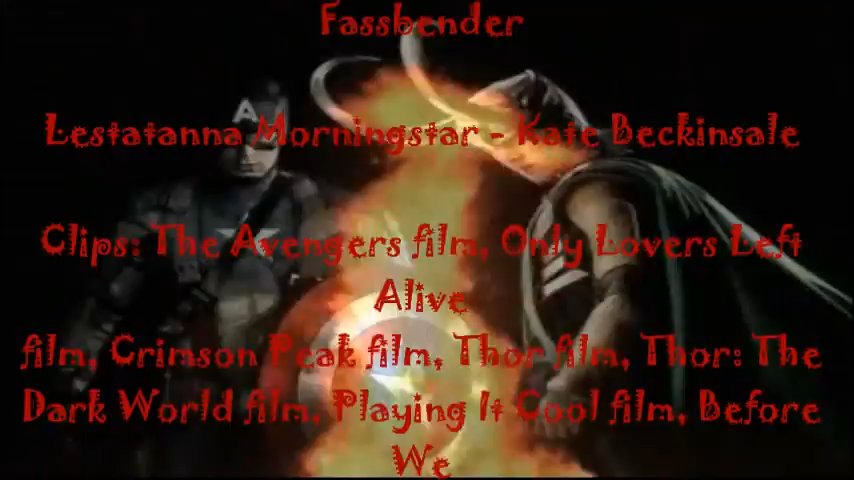 Fassbender
Lestatanna Morningstar - Kate Beckinsale
Clips: The Avengers film, Only Lovers Left
Alive
film, Crimson Peak film, Thor film, Thor: The
Dark World film, Playing It Cool film, Before
We
A